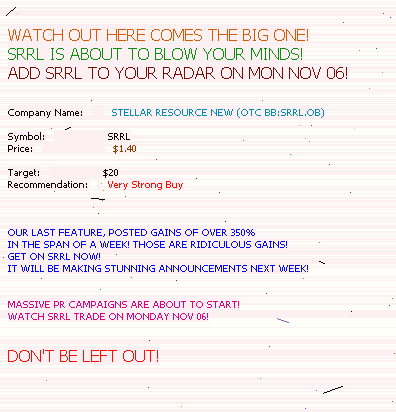 WATCH OUT HERE COMES THE BIG ONE!
SRRL IS ABOUT TO BLOW YOUR MINDS!
ADD SRRL TO YOUR RADAR ON MON NOV 06!
Company Name: STELLAR RESOURCE NEW (OTC BB:SRRL.OB)
Symbol: SRRL
Price: $1.40
Target: $20
Recommendation: Very Strong Buy
OUR LAST FEATURE, POSTED GAINS OF OVER 350%
IN THE SPAN OF A WEEK! THOSE ARE RIDICULOUS GAINS!
GET ON SRRL NOW!
IT WILL BE MAKING STUNNING ANNOUNCEMENTS NEXT WEEK!
MASSIVE PR CAMPAIGNS ARE ABOUT TO START!
WATCH SRRL TRADE ON MONDAY NOV 06!
DON'T BE LEFT OUT!